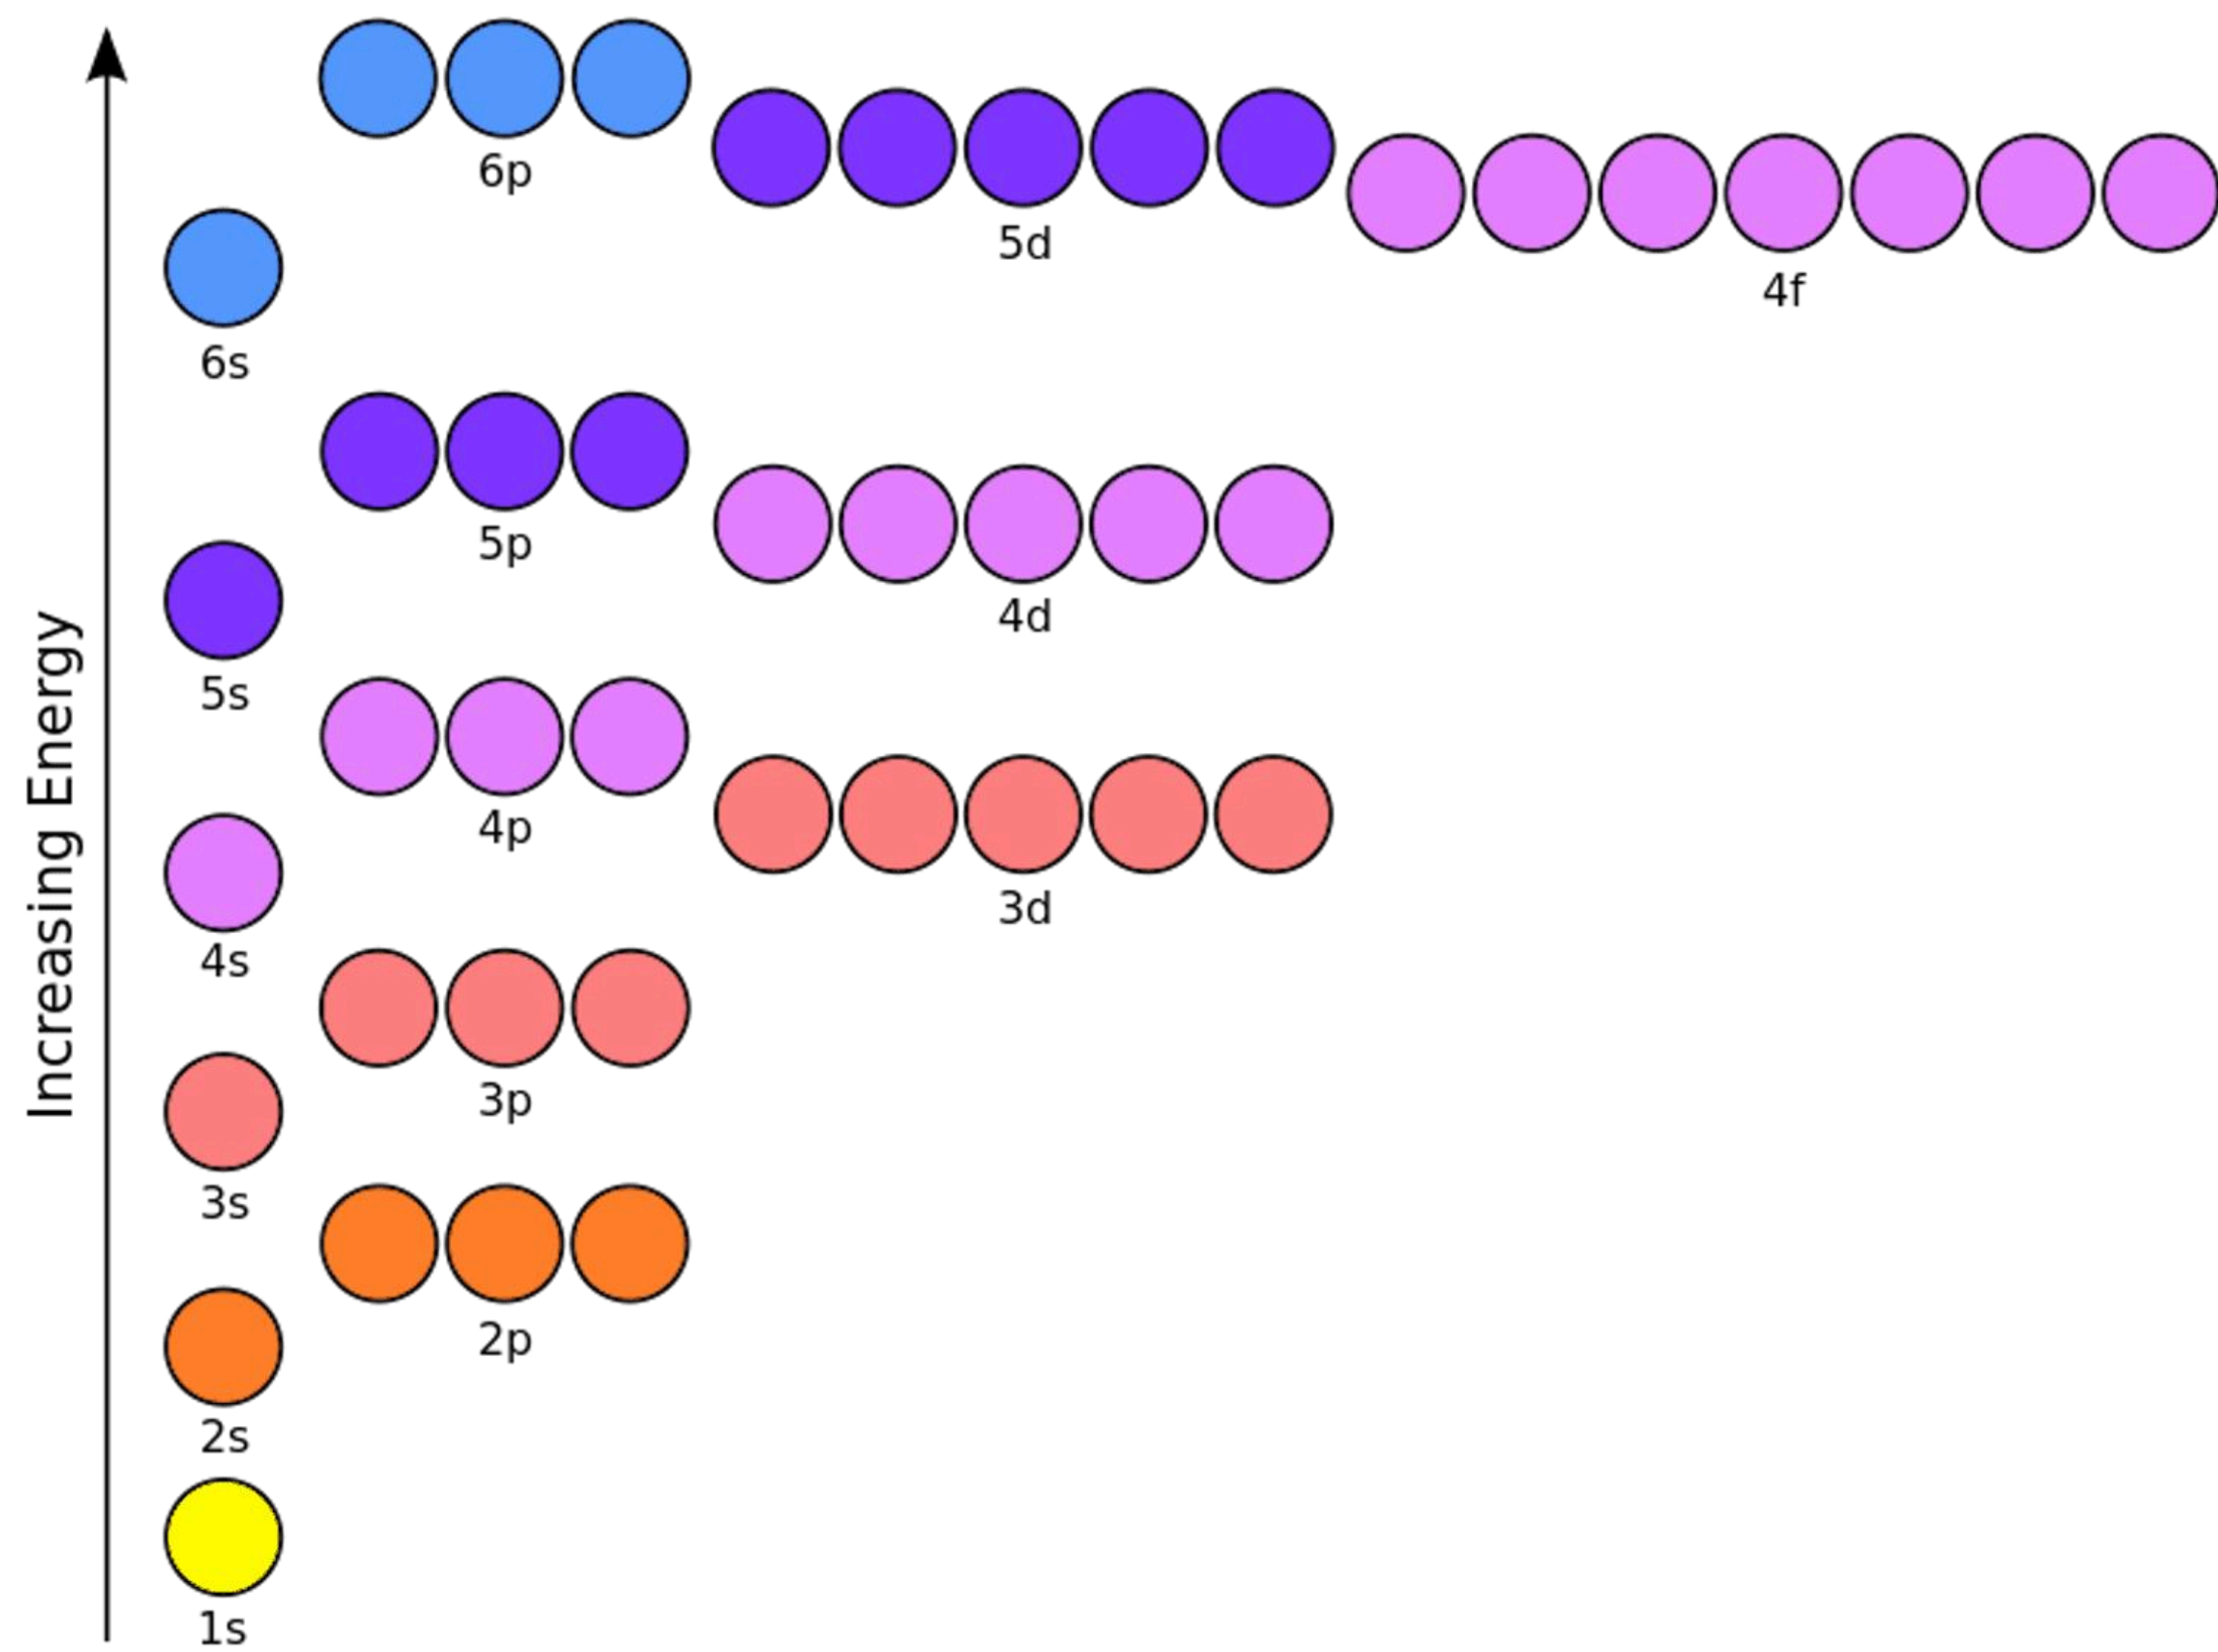 6p
5d
4f
6s
5p
4d
5s
4p
3d
4s
3p
3s
2p
2s
1s
Increasing Energy